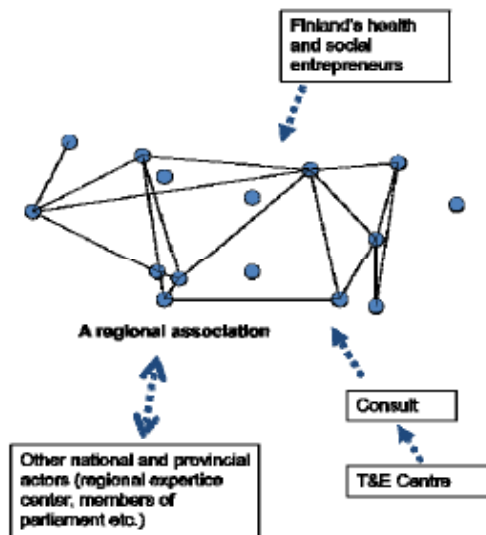 Finland's health
and social
entrepreneurs
A regional association
Consult
T&E Centre
Other national and provincial
actors (regional expertice
center, members of
parliament etc.)